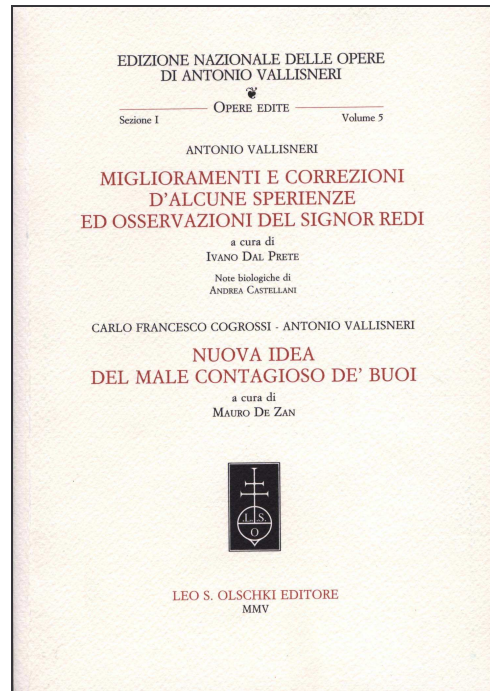 EDIZIONE NAZIONALE DELLE OPERE
DI ANTONIO VALLISNERI
OPERE EDITE
Sezione I Volume 5
ANTONIO VALLISNERI
MIGLIORAMENTI E CORREZIONI
D'ALCUNE SPERIENZE
ED OSSERVAZIONI DEL SIGNOR REDI
a cura di
IVANO DAL PRETE
Note biologiche di
ANDREA CASTELLANI
CARLO FRANCESCO COGROSSI - ANTONIO VALLISNERI
NUOVA IDEA
DEL MALE CONTAGIOSO DE' BUOI
a cura di
MAURO DE ZAN
.L. S.
O
LEO S. OLSCHKI EDITORE
MMV